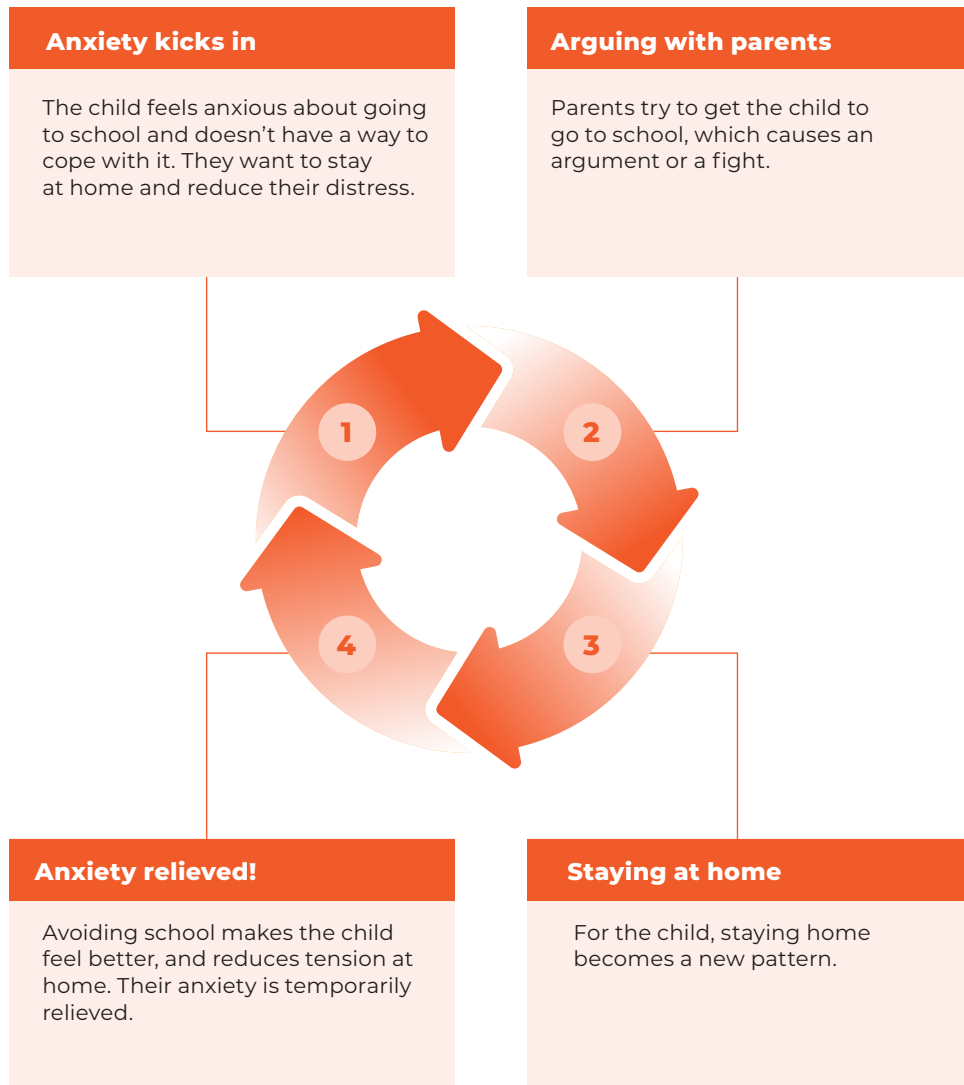 Anxiety kicks in
The child feels anxious about going
to school and doesn’t have a way to
cope with it. They want to stay
at home and reduce their distress.
Arguing with parents
Parents try to get the child to
go to school, which causes an
argument or a fight.
1
2
4
3
Anxiety relieved!
Avoiding school makes the child
feel better, and reduces tension at
home. Their anxiety is temporarily
relieved.
Staying at home
For the child, staying home
becomes a new pattern.